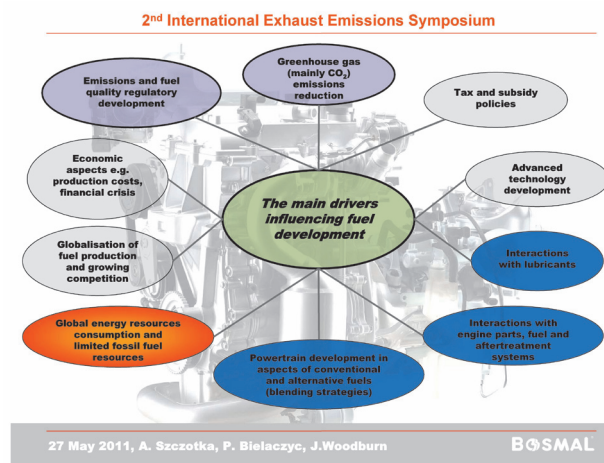 2nd International Exhaust Emissions Symposium
Emissions and fuel
quality regulatory
development
Greenhouse gas
(mainly CO2)
emissions
reduction
Tax and subsidy
policies
Economic
aspects e.g.
production costs,
financial crisis
Advanced
technology
development
The main drivers
influencing fuel
development
Globalisation of
fuel production
and growing
competition
Interactions
with lubricants
Global energy resources
consumption and
limited fossil fuel
resources
Interactions with
engine parts, fuel and
aftertreatment
systems
Powertrain development in
aspects of conventional
and alternative fuels
(blending strategies)
27 May 2011, A. Szczotka, P. Bielaczyc, J.Woodburn
BOSMAL